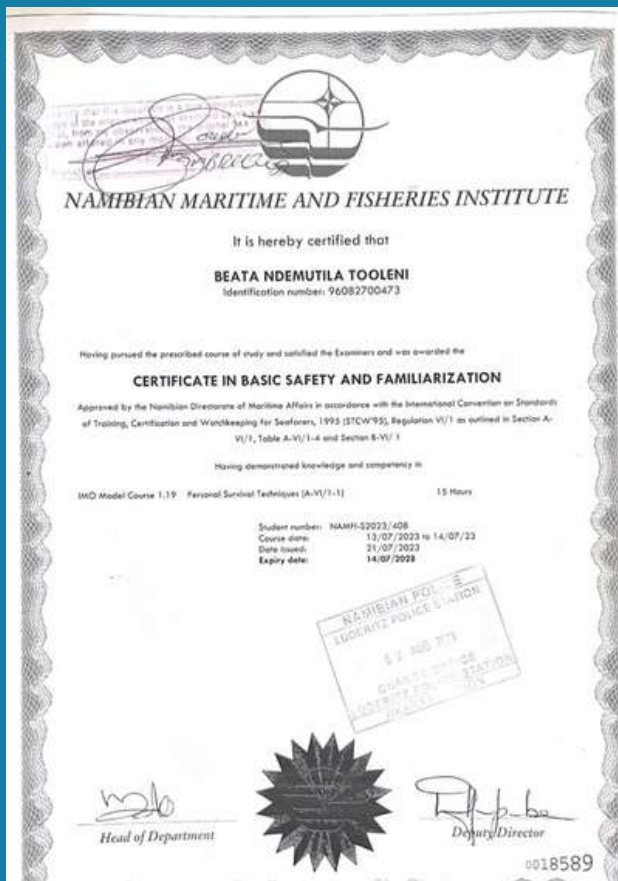 NAMIBIAN MARITIME AND FISHERIES INSTITUTE
It is hereby certified that
BEATA NDEMUTILA TOOLENI
Identification number: 96082700473
Having pursued the prescribed course of study and satisfied the Examiners and was awarded the
CERTIFICATE IN BASIC SAFETY AND FAMILIARIZATION
Approved by the Namibian Directorate of Maritime Affairs in accordance with the International Convention on Standards
of Training, Certification and Watchkeeping for Seafarers, 1995 (STCW'95), Regulation VI/1 as outlined in Section A-
VI/1, Table A-VI/1-4 and Section B-VI/ 1
Having demonstrated knowledge and competency in
IMO Model Course 1.19 Personal Survival Techniques (A-VI/1-1) 15 Hours
Student number: NAMFI-S2023/408
Course date: 13/07/2023 to 14/07/23
Date issued: 21/07/2023
Expiry date: 14/07/2028
NAMIBIAN POLICE
LUDERITZ POLICE STATION
CHARGE OFFICE
LUDERITZ POLICE STATION
Head of Department
Deputy Director
0018589